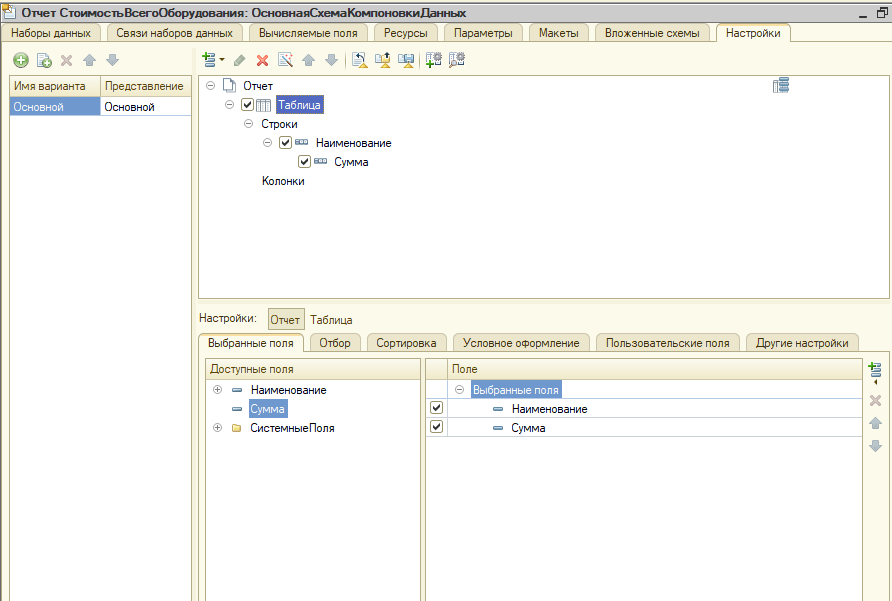 Отчет СтоимостьВсегоОборудования: ОсновнаяСхемаКомпоновкиДанных
Наборы данных Связи наборов данных Вычисляемые поля Ресурсы Параметры Макеты Вложенные схемы Настройки
Имя варианта Представление
Основной Основной
Отчет
Таблица
Строки
Наименование
Сумма
Колонки
Настройки: Отчет Таблица
Выбранные поля Отбор Сортировка Условное оформление Пользовательские поля Другие настройки
Доступные поля Поле
Наименование Выбранные поля
Сумма Наименование
СистемныеПоля Сумма